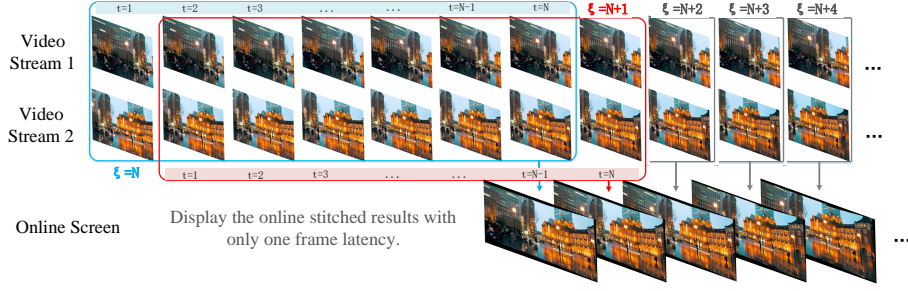 t=1 t=2 t=3 ... ... t=N-1 t=N ξ=N+1 ξ=N+2 ξ=N+3 ξ=N+4
Video
Stream 1
...
Video
Stream 2
...
ξ=N t=1 t=2 t=3 ... ... t=N-1 t=N
Display the online stitched results with
only one frame latency.
Online Screen
...